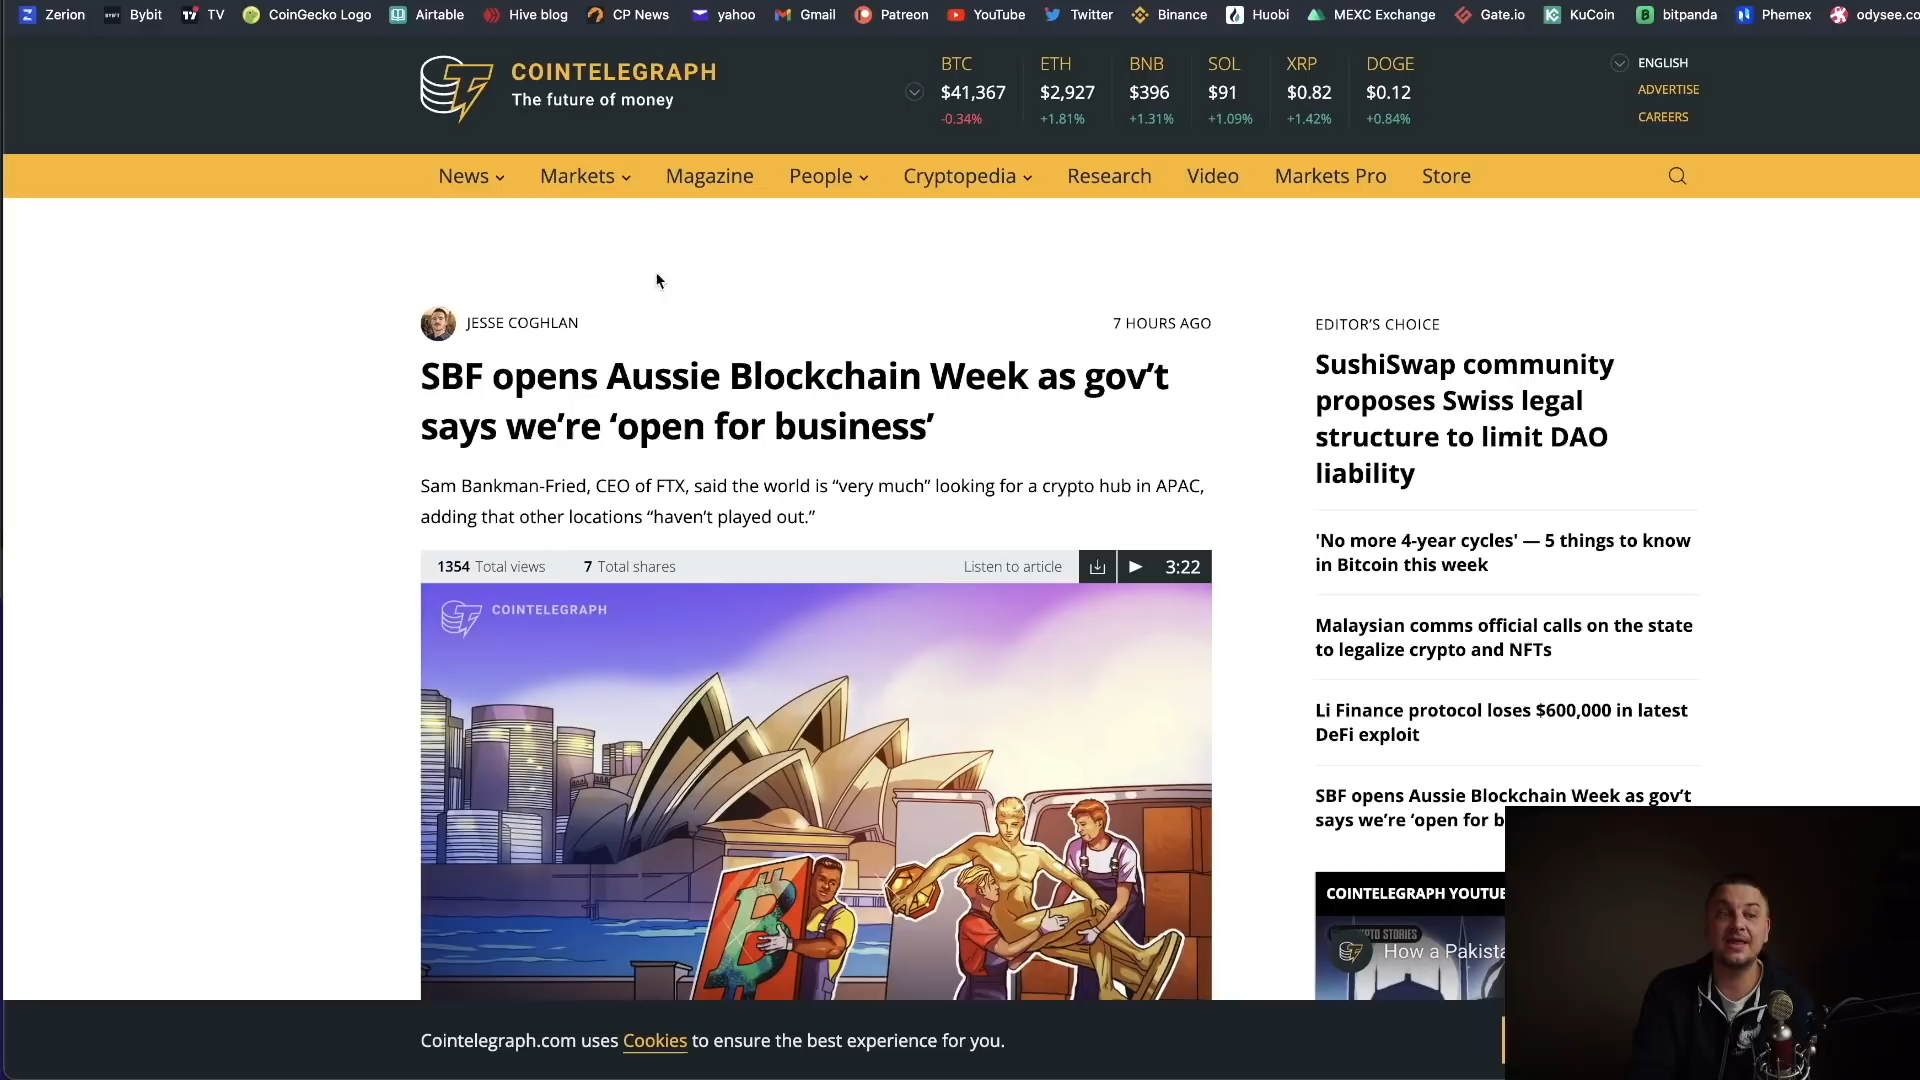 Zerion Bybit TV CoinGecko Logo Airtable Hive blog CP News yahoo Gmail Patreon YouTube Twitter Binance Huobi MEXC Exchange Gate.io KuCoin bitpanda Phemex odysee.co
COINTELEGRAPH
The future of money
BTC ETH BNB SOL XRP DOGE
$41,367 $2,927 $396 $91 $0.82 $0.12
-0.34% +1.81% +1.31% +1.09% +1.42% +0.84%
ENGLISH
ADVERTISE
CAREERS
News Markets Magazine People Cryptopedia Research Video Markets Pro Store
JESSE COGHLAN 7 HOURS AGO
SBF opens Aussie Blockchain Week as gov’t
says we’re ‘open for business’
Sam Bankman-Fried, CEO of FTX, said the world is “very much” looking for a crypto hub in APAC,
adding that other locations “haven’t played out.”
1354 Total views 7 Total shares Listen to article 3:22
COINTELEGRAPH
EDITOR’S CHOICE
SushiSwap community
proposes Swiss legal
structure to limit DAO
liability
'No more 4-year cycles' — 5 things to know
in Bitcoin this week
Malaysian comms official calls on the state
to legalize crypto and NFTs
Li Finance protocol loses $600,000 in latest
DeFi exploit
SBF opens Aussie Blockchain Week as gov’t
says we’re ‘open for b
COINTELEGRAPH YOUTUBE
STORIES
How a Pakista
Cointelegraph.com uses Cookies to ensure the best experience for you.